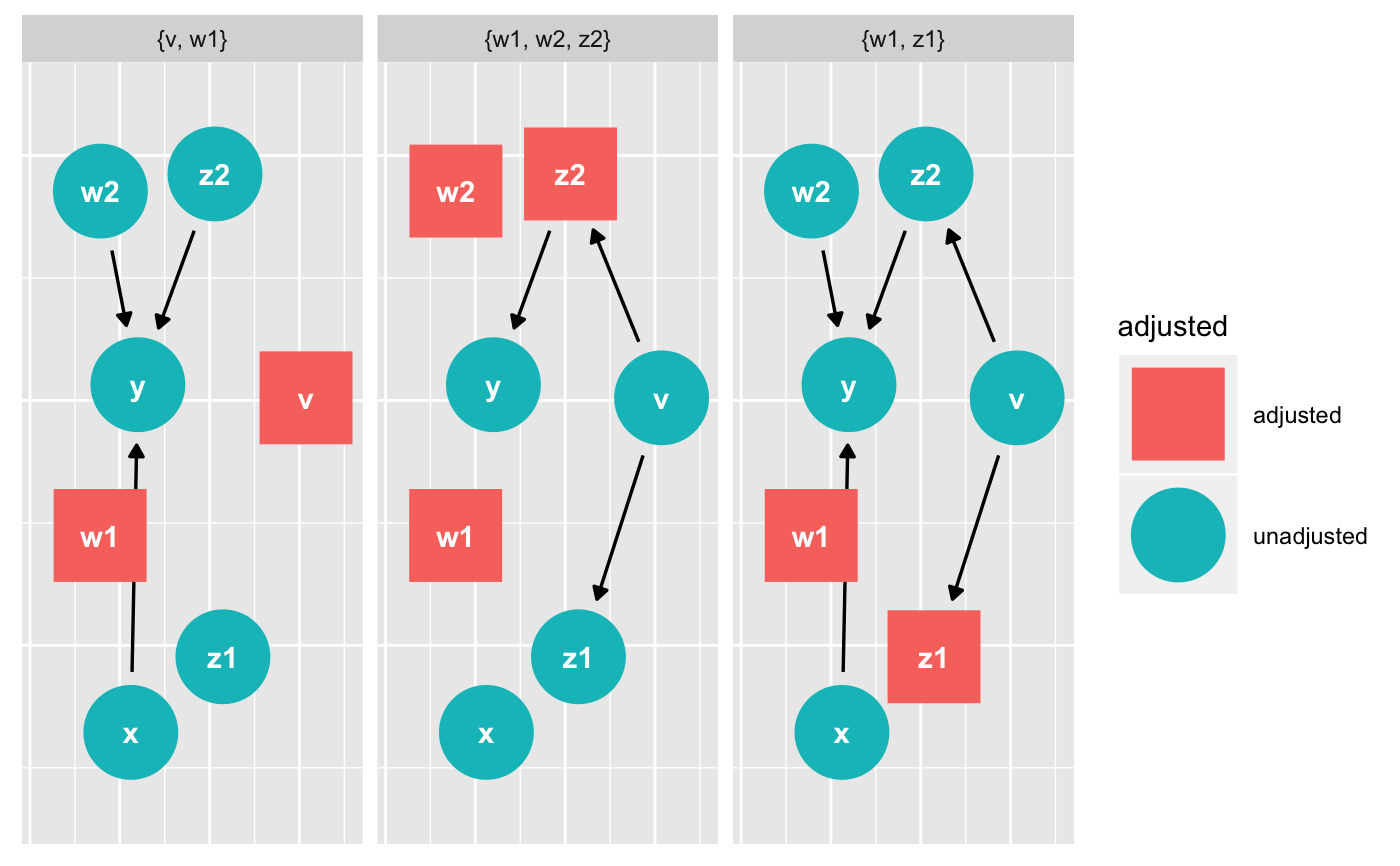 {v, w1}
{w1, w2, z2}
{w1, z1}
w2
z2
y
v
w1
z1
x
w2
z2
y
v
w1
z1
x
w2
z2
y
v
w1
z1
x
adjusted
adjusted
unadjusted